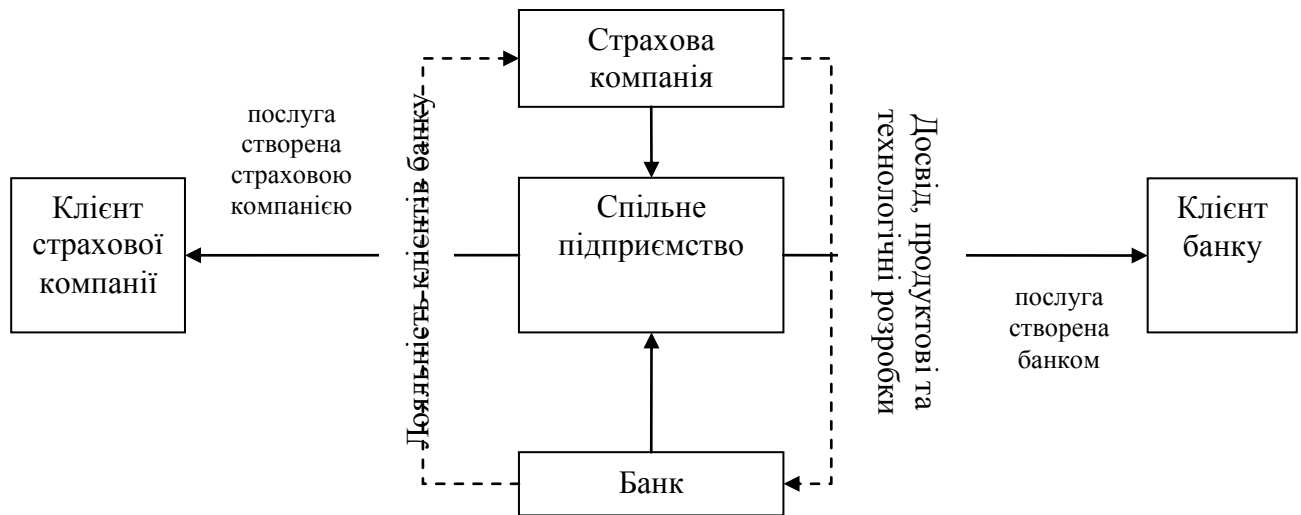 Страхова
компанія
послуга
створена
страховою
компанією
Лояльність клієнтів банку
Досвід, продуктові та
технологічні розробки
Клієнт
страхової
компанії
Спільне
підприємство
Клієнт
банку
послуга
створена
банком
Банк